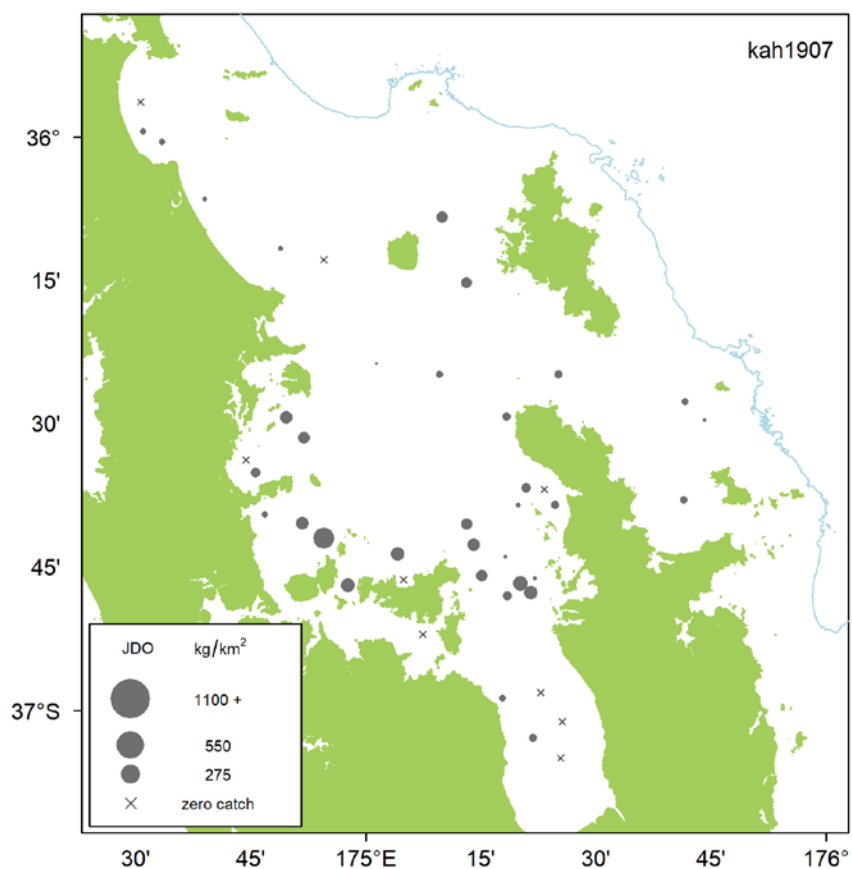 kah1907
36°
15'
30'
45'
37°S
JDO kg/km²
1100 +
550
275
zero catch
30' 45' 175°E 15' 30' 45' 176°